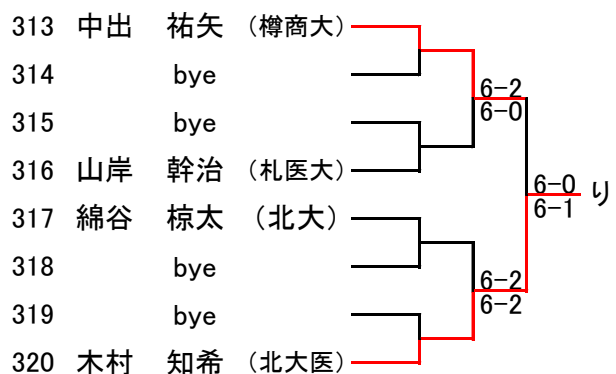 313 中出 祐矢 (樽商大)
314 bye
6-2
6-0
315 bye
316 山岸 幹治 (札医大)
6-0
6-1
り
317 綿谷 椋太 (北大)
318 bye
6-2
6-2
319 bye
320 木村 知希 (北大医)